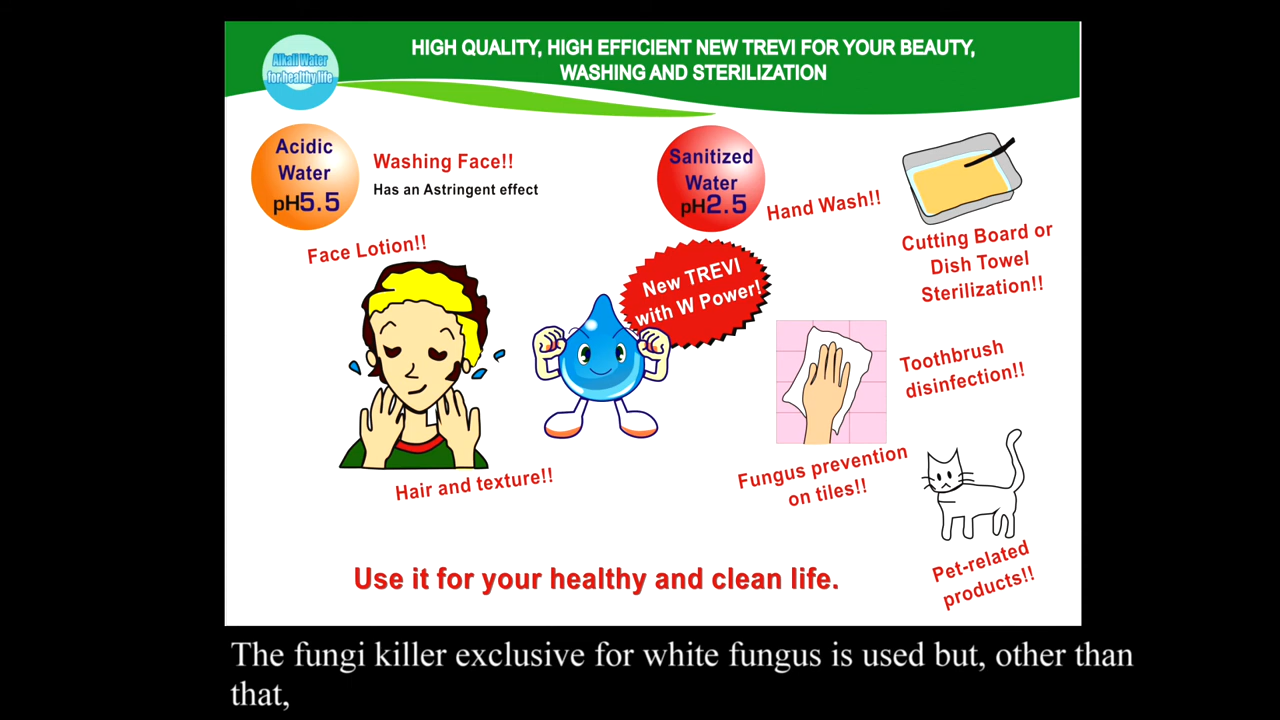 Alkali Water
for healthy life
HIGH QUALITY, HIGH EFFICIENT NEW TREVI FOR YOUR BEAUTY,
WASHING AND STERILIZATION
Acidic
Water
pH5.5
Washing Face!!
Has an Astringent effect
Face Lotion!!
Hair and texture!!
New TREVI
with W Power!
Sanitized
Water
pH2.5
Hand Wash!!
Cutting Board or
Dish Towel
Sterilization!!
Toothbrush
disinfection!!
Fungus prevention
on tiles!!
Pet-related
products!!
Use it for your healthy and clean life.
The fungi killer exclusive for white fungus is used but, other than
that,